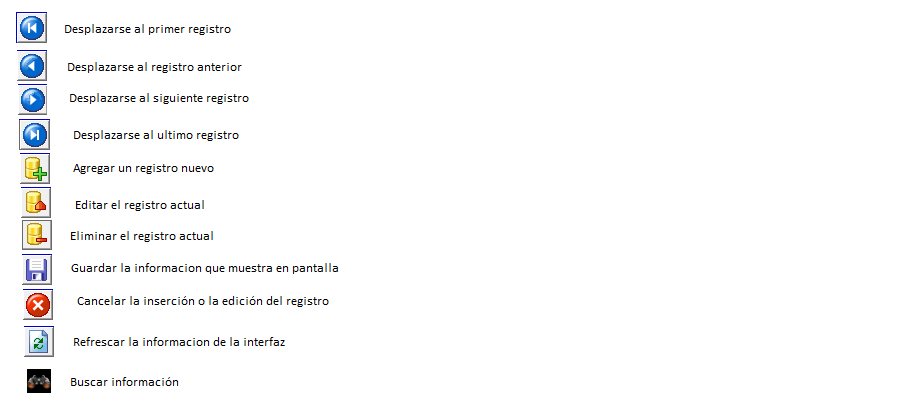 Desplazarse al primer registro
Desplazarse al registro anterior
Desplazarse al siguiente registro
Desplazarse al ultimo registro
Agregar un registro nuevo
Editar el registro actual
Eliminar el registro actual
Guardar la informacion que muestra en pantalla
Cancelar la inserción o la edición del registro
Refrescar la informacion de la interfaz
Buscar información